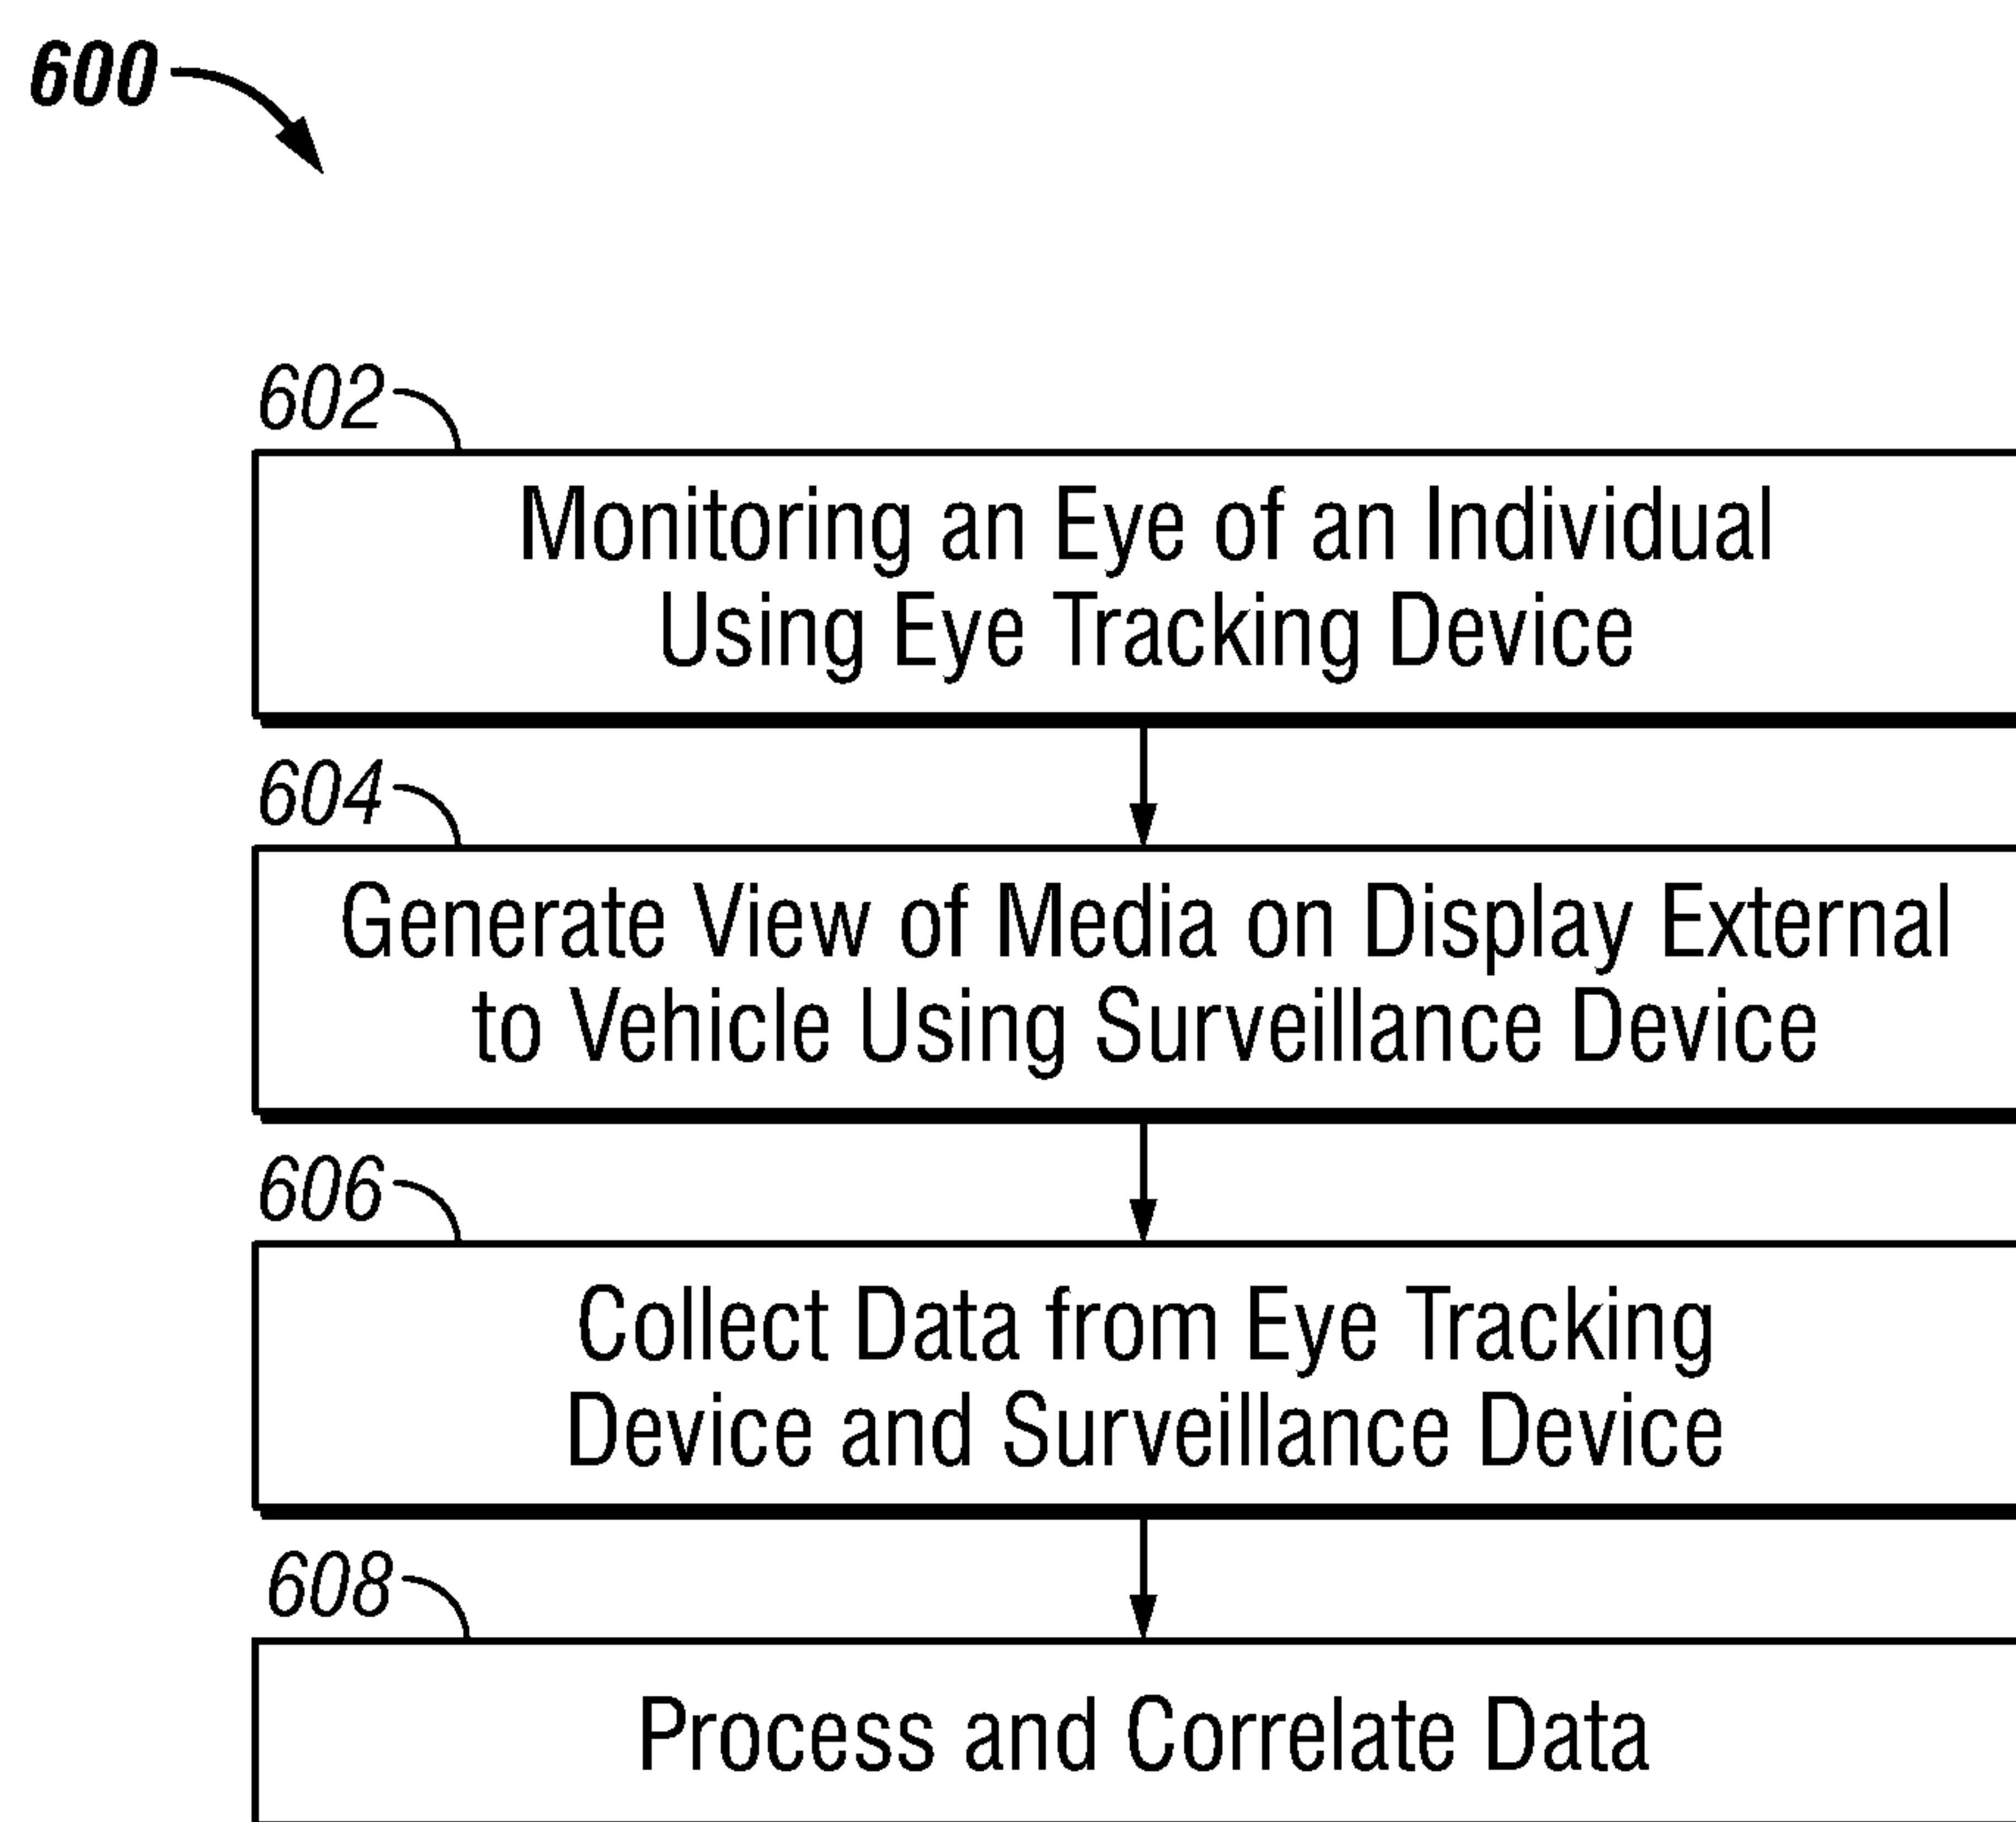 600
602
Monitoring an Eye of an Individual
Using Eye Tracking Device
604
Generate View of Media on Display External
to Vehicle Using Surveillance Device
606
Collect Data from Eye Tracking
Device and Surveillance Device
608
Process and Correlate Data